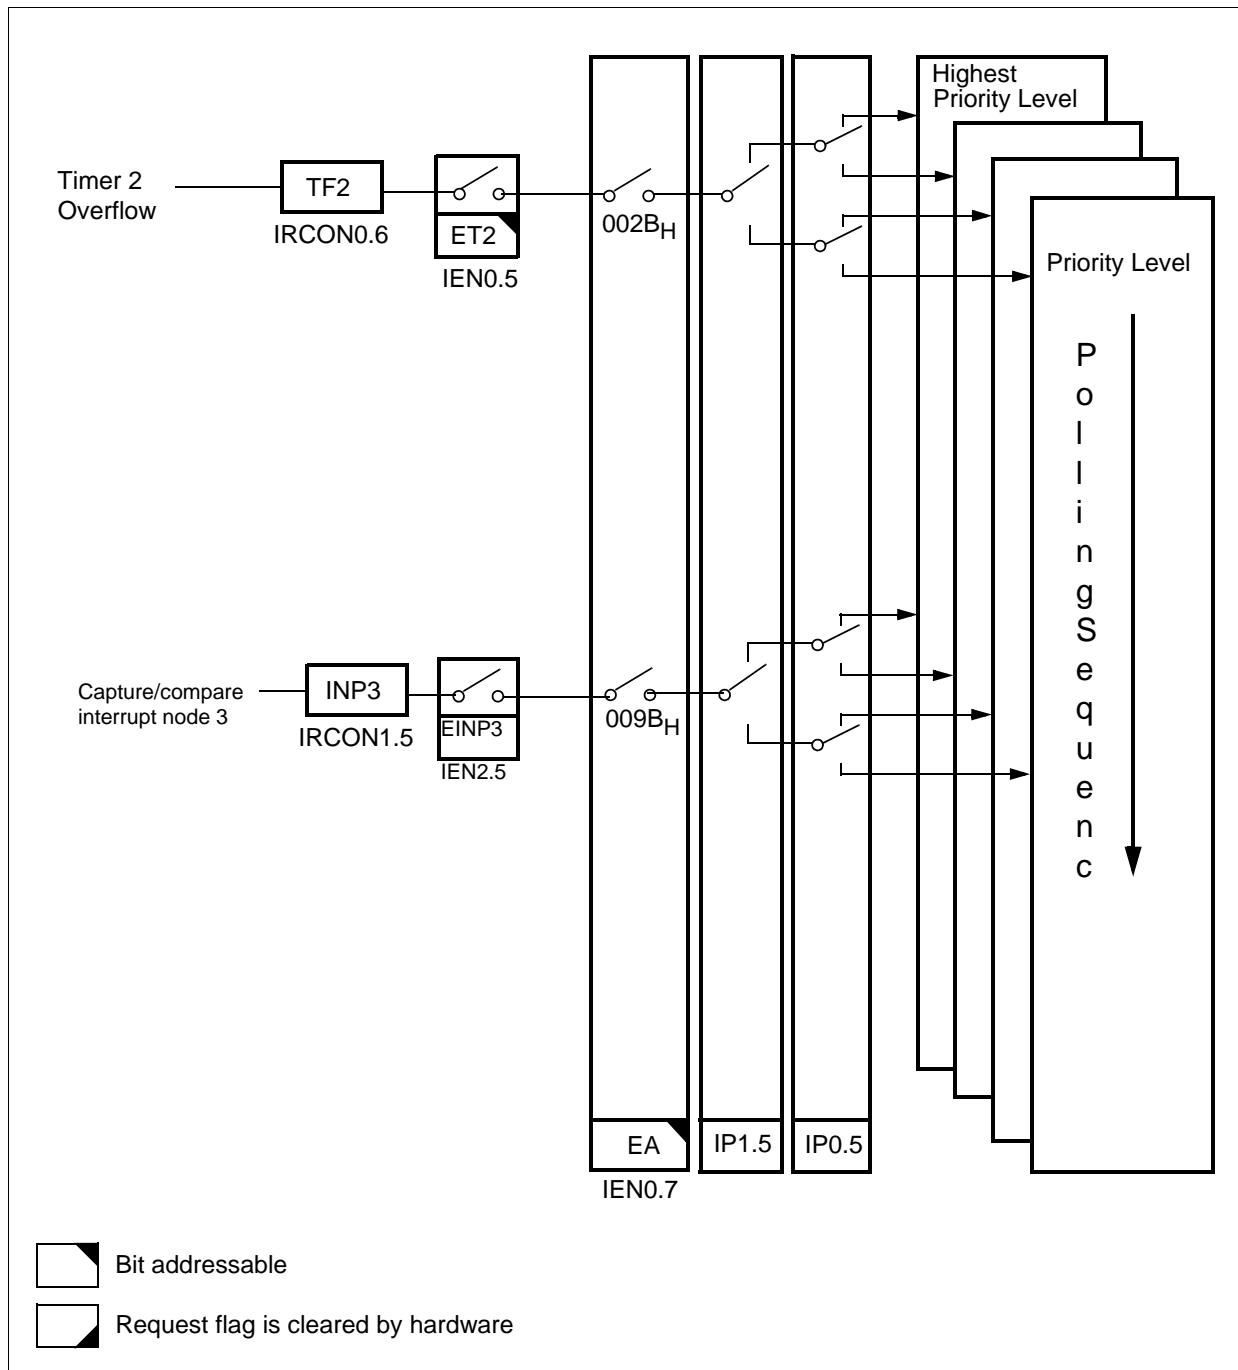 Highest
Priority Level
Timer 2
Overflow
TF2
IRCON0.6
ET2
IEN0.5
002BH
Priority Level
P
o
l
l
i
n
g
S
e
q
u
e
n
c
Capture/compare
interrupt node 3
INP3
IRCON1.5
EINP3
IEN2.5
009BH
EA
IP1.5
IP0.5
IEN0.7
Bit addressable
Request flag is cleared by hardware